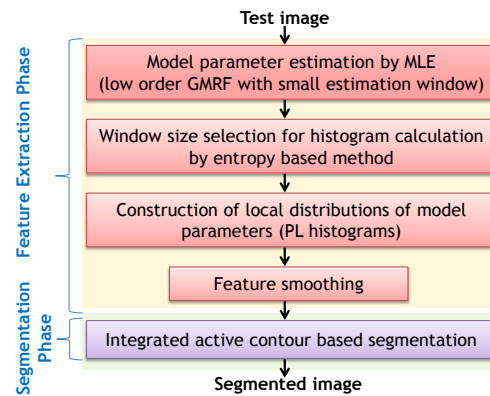 Test image
Feature Extraction Phase
Model parameter estimation by MLE
(low order GMRF with small estimation window)
Window size selection for histogram calculation
by entropy based method
Construction of local distributions of model
parameters (PL histograms)
Feature smoothing
Segmentation
Phase
Integrated active contour based segmentation
Segmented image